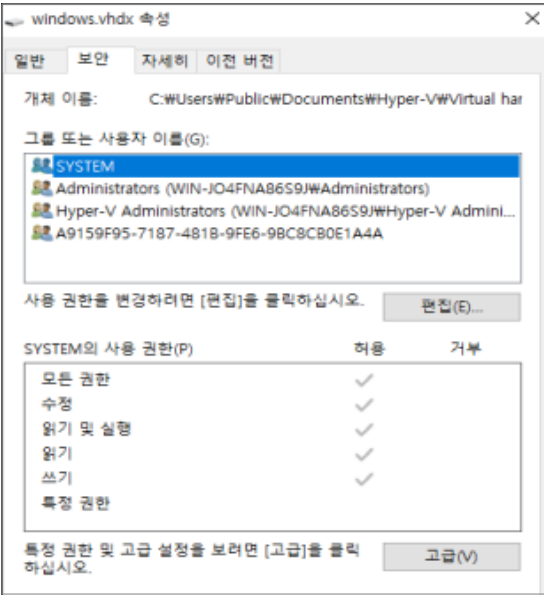 windows.vhdx 속성
일반 보안 자세히 이전 버전
개체 이름: C:₩Users₩Public₩Documents₩Hyper-V₩Virtual har
그룹 또는 사용자 이름(G):
SYSTEM
Administrators (WIN-JO4FNA86S9J₩Administrators)
Hyper-V Administrators (WIN-JO4FNA86S9J₩Hyper-V Admini...
A9159F95-7187-481B-9FE6-9BC8CB0E1A4A
사용 권한을 변경하려면 [편집]을 클릭하십시오. 편집(E)...
SYSTEM의 사용 권한(P) 허용 거부
모든 권한
수정
읽기 및 실행
읽기
쓰기
특정 권한
특정 권한 및 고급 설정을 보려면 [고급]을 클릭
하십시오. 고급(V)